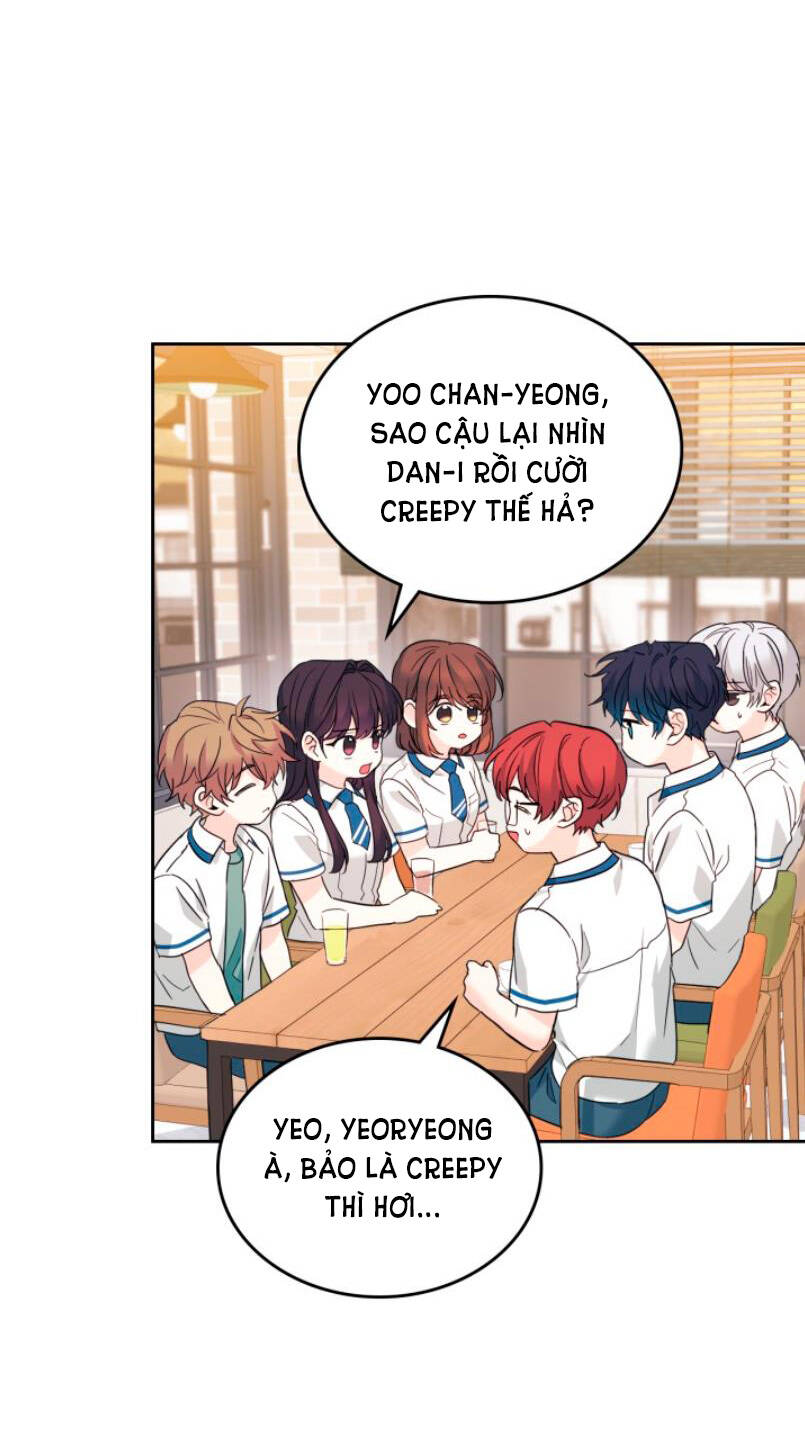 YOO CHAN-YEONG,
SAO CẬU LẠI NHÌN
DAN-I RỒI CƯỜI
CREEPY THẾ HẢ?
YEO, YEORYEONG
À, BẢO LÀ CREEPY
THÌ HƠI...